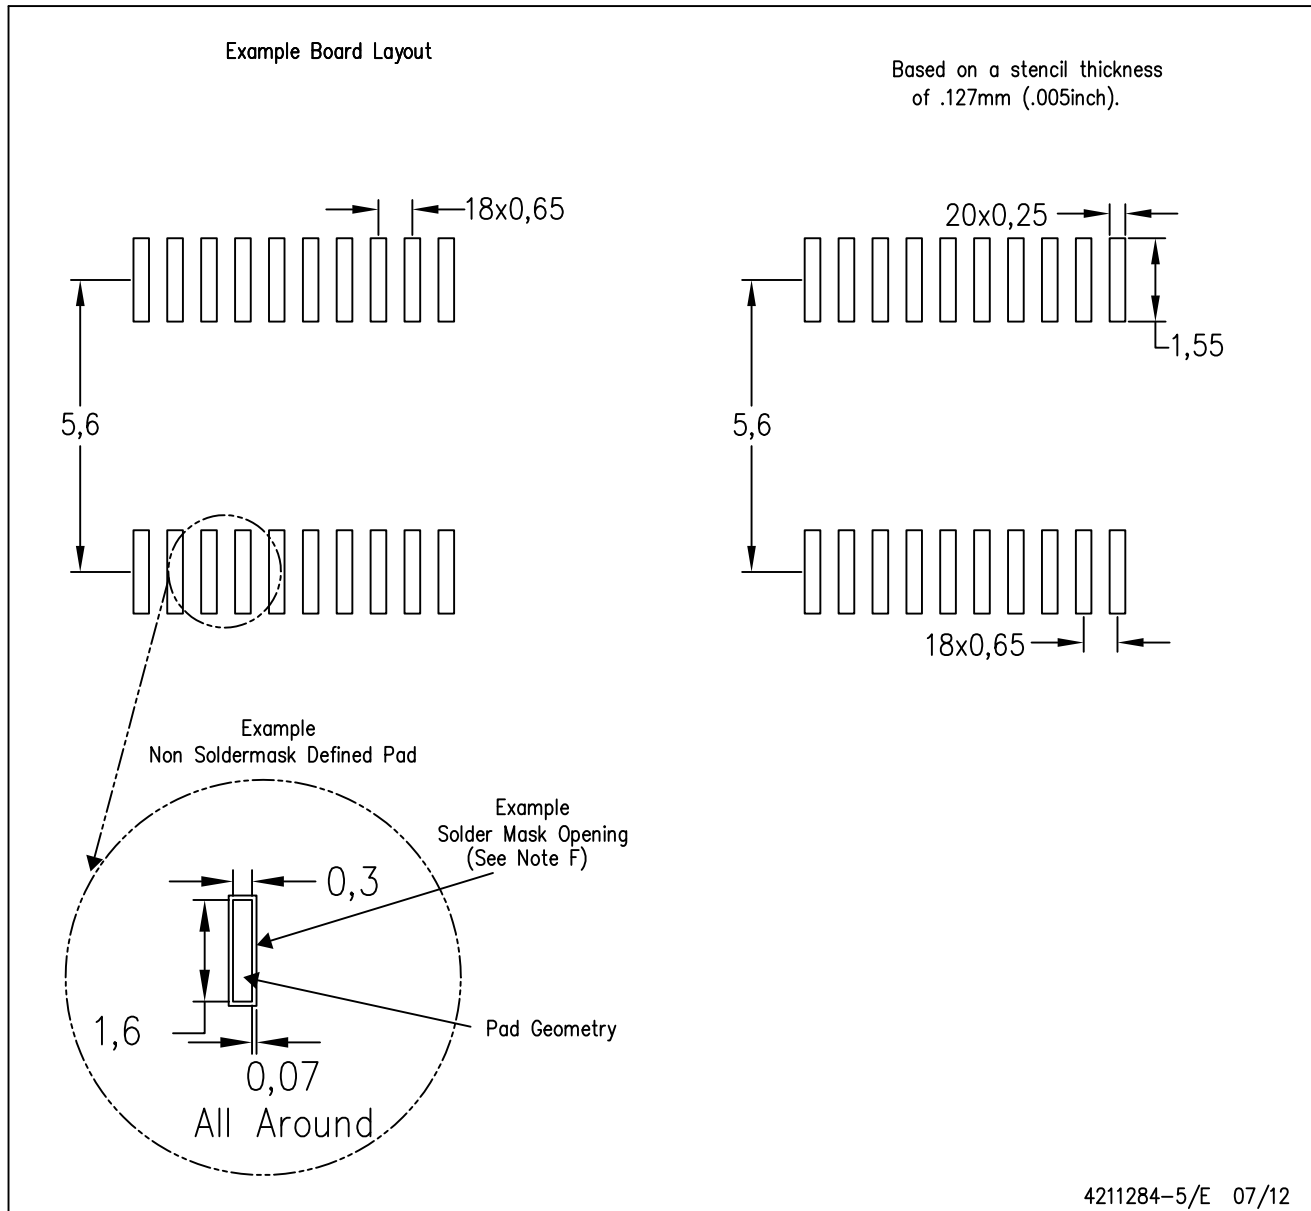 Example Board Layout
Based on a stencil thickness
of .127mm (.005inch).
18x0,65
20x0,25
1,55
5,6
5,6
18x0,65
Example
Non Soldermask Defined Pad
Example
Solder Mask Opening
(See Note F)
0,3
1,6
Pad Geometry
0,07
All Around
4211284-5/E 07/12